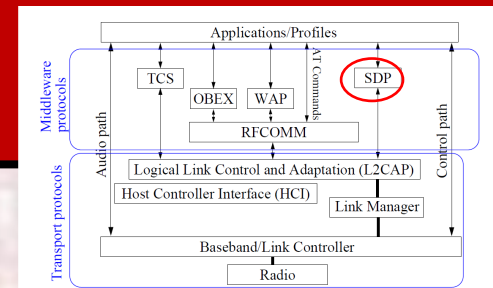 Applications/Profiles
Middleware
protocols
TCS
OBEX
WAP
AT Commands
SDP
RFCOMM
Audio path
Control path
Transport protocols
Logical Link Control and Adaptation (L2CAP)
Host Controller Interface (HCI)
Link Manager
Baseband/Link Controller
Radio